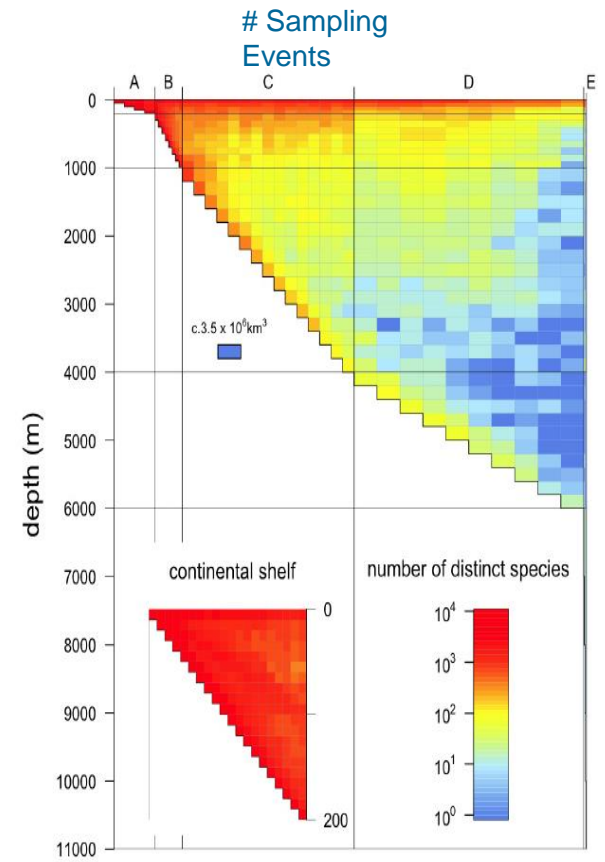 # Sampling
Events
A B C D E
0
1000
2000
3000
4000
5000
6000
7000
8000
9000
10000
11000
depth (m)
c.3.5 x 10⁶km³
continental shelf
0
200
number of distinct species
10⁴
10³
10²
10¹
10⁰